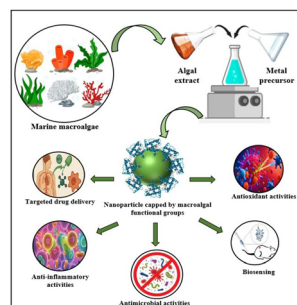 Marine macroalgae
Algal
extract
Metal
precursor
Targeted drug delivery
Nanoparticle capped by macroalgal
functional groups
Antioxidant activities
Anti-inflammatory
activities
Antimicrobial activities
Biosensing